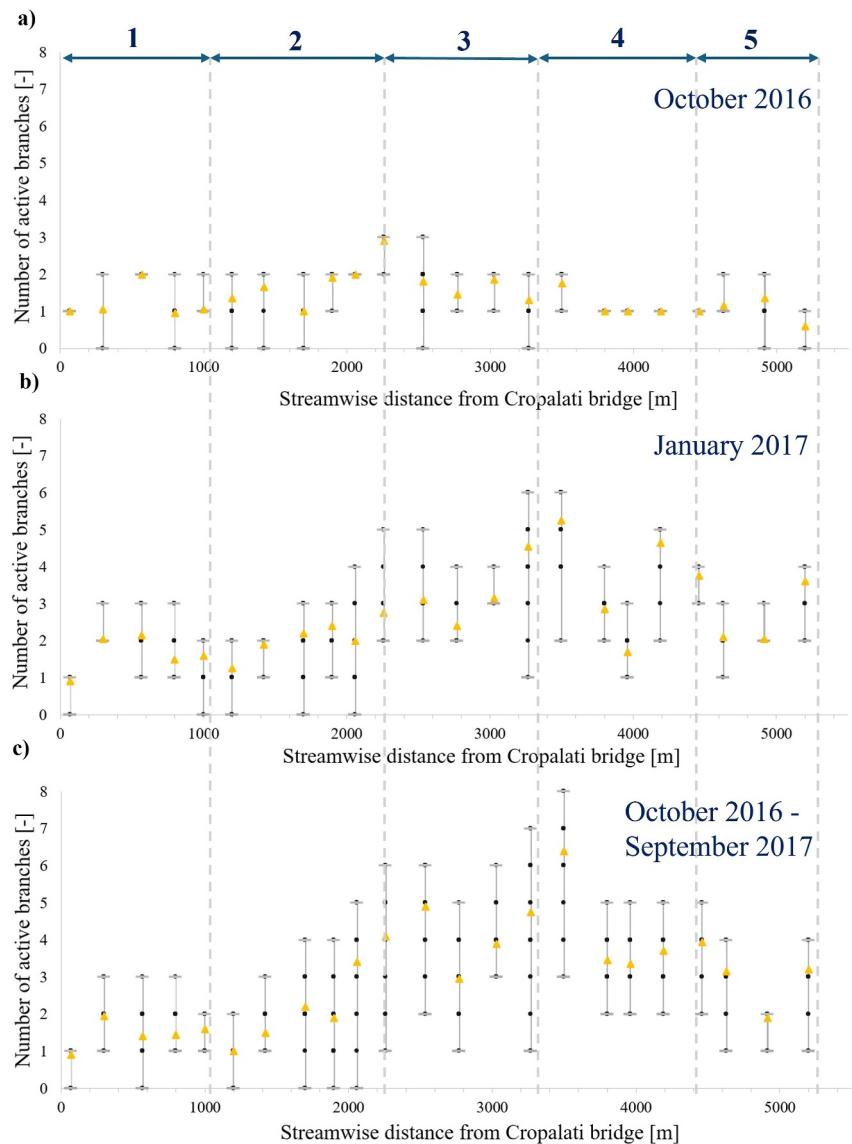 a)
1 2 3 4 5
8
7
6
5
4
3
2
1
0
Number of active branches [-]
October 2016
0 1000 2000 3000 4000 5000
Streamwise distance from Cropalati bridge [m]
b)
8
7
6
5
4
3
2
1
0
Number of active branches [-]
January 2017
0 1000 2000 3000 4000 5000
Streamwise distance from Cropalati bridge [m]
c)
8
7
6
5
4
3
2
1
0
Number of active branches [-]
October 2016 -
September 2017
0 1000 2000 3000 4000 5000
Streamwise distance from Cropalati bridge [m]